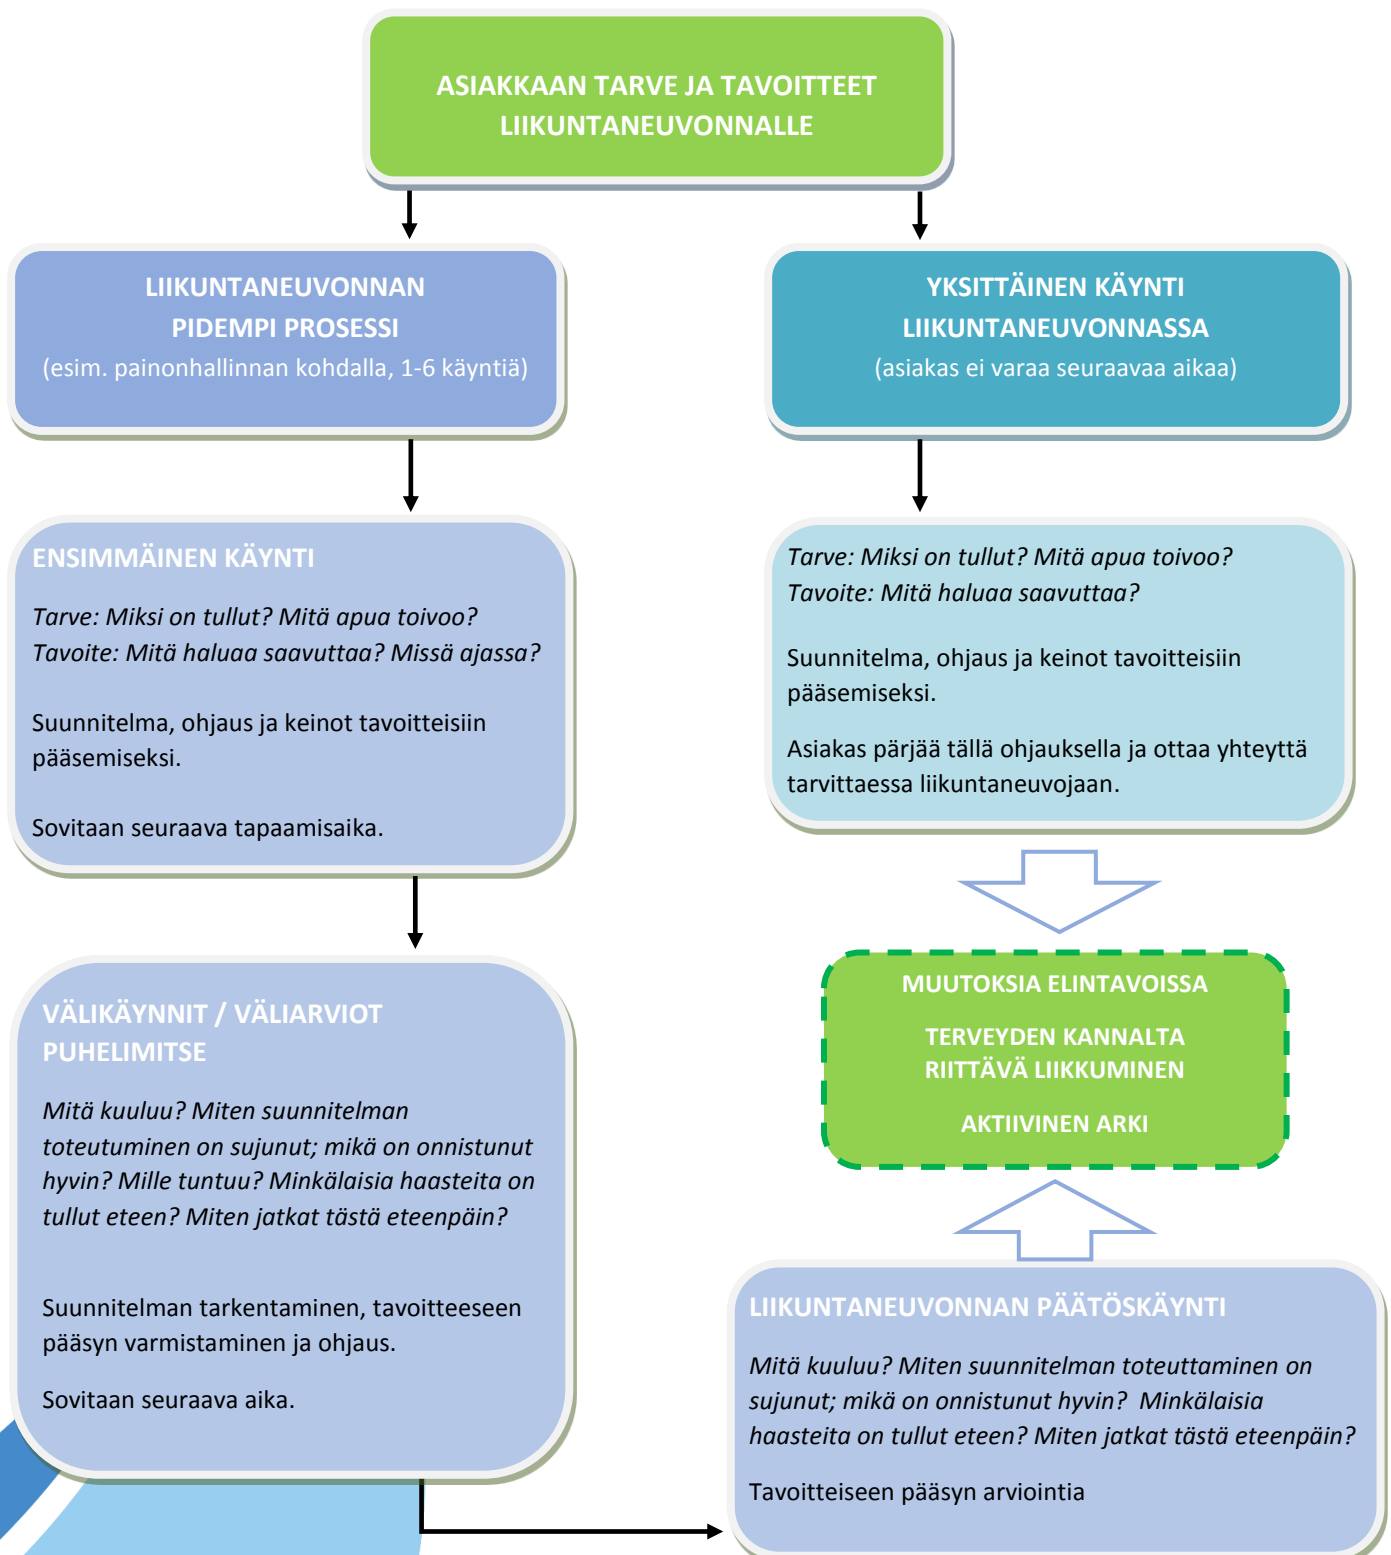 ASIAKKAAN TARVE JA TAVOITTEET
LIIKUNTANEUVONNALLE
LIIKUNTANEUVONNAN
PIDEMPI PROSESSI
(esim. painonhallinnan kohdalla, 1-6 käyntiä)
YKSITTÄINEN KÄYNTI
LIIKUNTANEUVONNASSA
(asiakas ei varaa seuraavaa aikaa)
ENSIMMÄINEN KÄYNTI
Tarve: Miksi on tullut? Mitä apua toivoo?
Tavoite: Mitä haluaa saavuttaa? Missä ajassa?
Suunnitelma, ohjaus ja keinot tavoitteisiin
pääsemiseksi.
Sovitaan seuraava tapaamisaika.
Tarve: Miksi on tullut? Mitä apua toivoo?
Tavoite: Mitä haluaa saavuttaa?
Suunnitelma, ohjaus ja keinot tavoitteisiin
pääsemiseksi.
Asiakas pärjää tällä ohjauksella ja ottaa yhteyttä
tarvittaessa liikuntaneuvojaan.
VÄLIKÄYNNIT / VÄLIARVIOT
PUHELIMITSE
Mitä kuuluu? Miten suunnitelman
toteutuminen on sujunut; mikä on onnistunut
hyvin? Mille tuntuu? Minkälaisia haasteita on
tullut eteen? Miten jatkat tästä eteenpäin?
Suunnitelman tarkentaminen, tavoitteeseen
pääsyn varmistaminen ja ohjaus.
Sovitaan seuraava aika.
MUUTOKSIA ELINTAVOISSA
TERVEYDEN KANNALTA
RIITTÄVÄ LIIKKUMINEN
AKTIIVINEN ARKI
LIIKUNTANEUVONNAN PÄÄTÖSKÄYNTI
Mitä kuuluu? Miten suunnitelman toteuttaminen on
sujunut; mikä on onnistunut hyvin?  Minkälaisia
haasteita on tullut eteen? Miten jatkat tästä eteenpäin?
Tavoitteiseen pääsyn arviointia